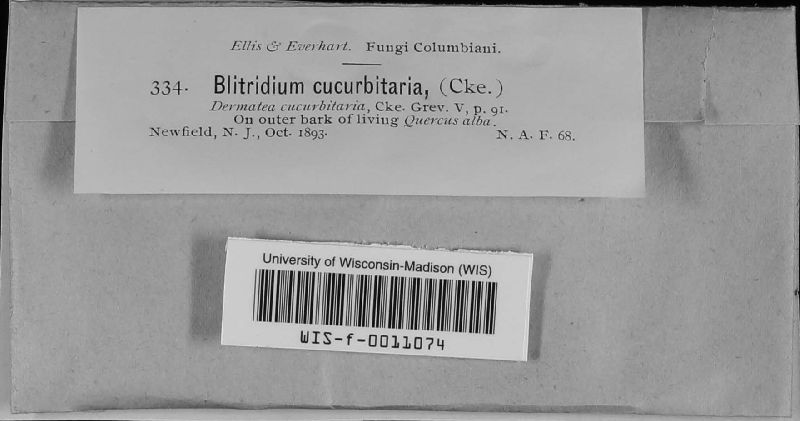 Ellis & Everhart. Fungi Columbiani.
334. Blitridium cucurbitaria, (Cke.)
Dermatea cucurbitaria, Cke. Grev. V, p. 91.
On outer bark of living Quercus alba.
Newfield, N. J., Oct. 1893. N. A. F. 68.
University of Wisconsin-Madison (WIS)
WIS-f-0011074